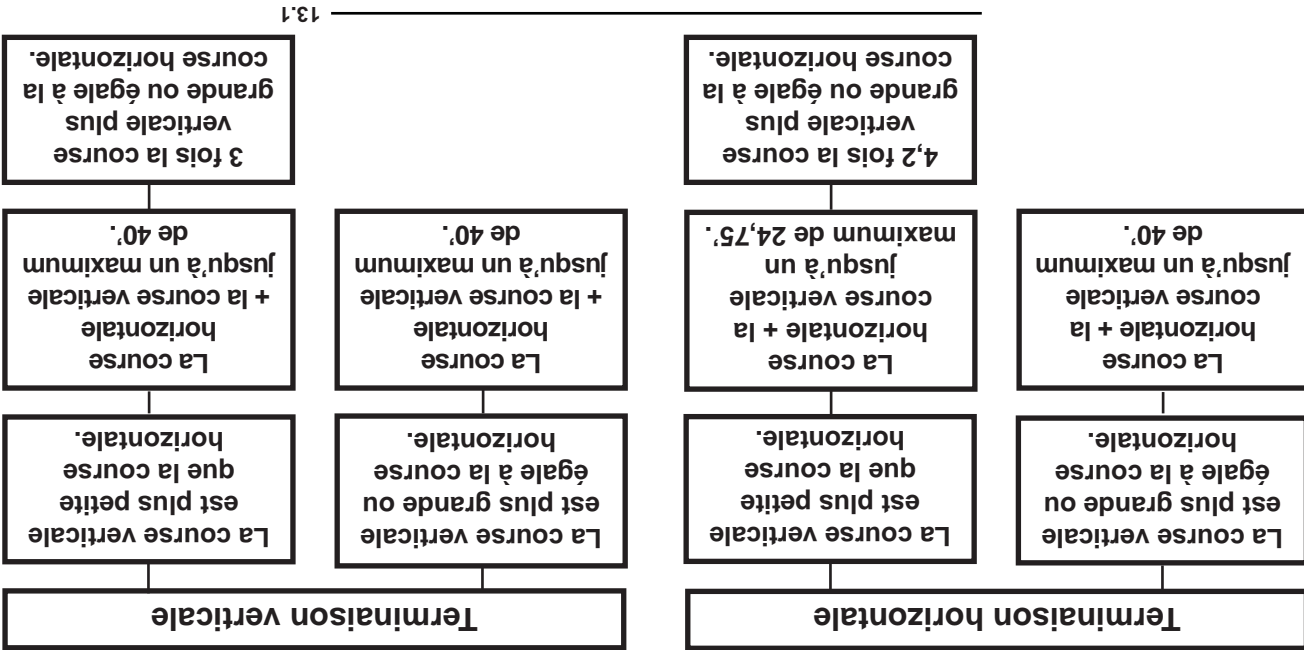 Terminaison horizontale
La course verticale
est plus grande ou
égale à la course
horizontale.
La course
horizontale + la
course verticale
jusqu'à un maximum
de 40'.
La course verticale
est plus petite
que la course
horizontale.
La course
horizontale + la
course verticale
jusqu'à un
maximum de 24,75'.
4,2 fois la course
verticale plus
grande ou égale à la
course horizontale.
Terminaison verticale
La course verticale
est plus grande ou
égale à la course
horizontale.
La course
horizontale
+ la course verticale
jusqu'à un maximum
de 40'.
La course verticale
est plus petite
que la course
horizontale.
La course
horizontale
+ la course verticale
jusqu'à un maximum
de 40'.
3 fois la course
verticale plus
grande ou égale à la
course horizontale.
13.1